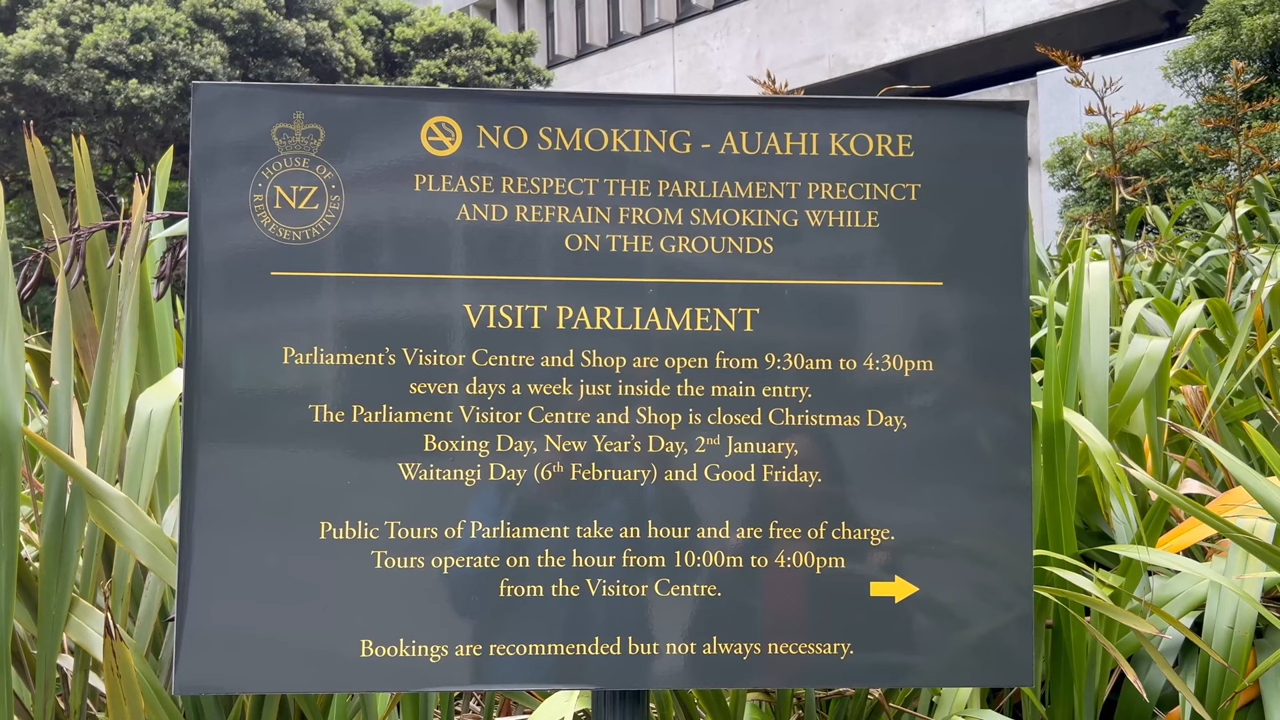 HOUSE OF REPRESENTATIVES
NZ
NO SMOKING - AUAHI KORE
PLEASE RESPECT THE PARLIAMENT PRECINCT
AND REFRAIN FROM SMOKING WHILE
ON THE GROUNDS
VISIT PARLIAMENT
Parliament's Visitor Centre and Shop are open from 9:30am to 4:30pm
seven days a week just inside the main entry.
The Parliament Visitor Centre and Shop is closed Christmas Day,
Boxing Day, New Year's Day, 2nd January,
Waitangi Day (6th February) and Good Friday.
Public Tours of Parliament take an hour and are free of charge.
Tours operate on the hour from 10:00m to 4:00pm
from the Visitor Centre.
Bookings are recommended but not always necessary.